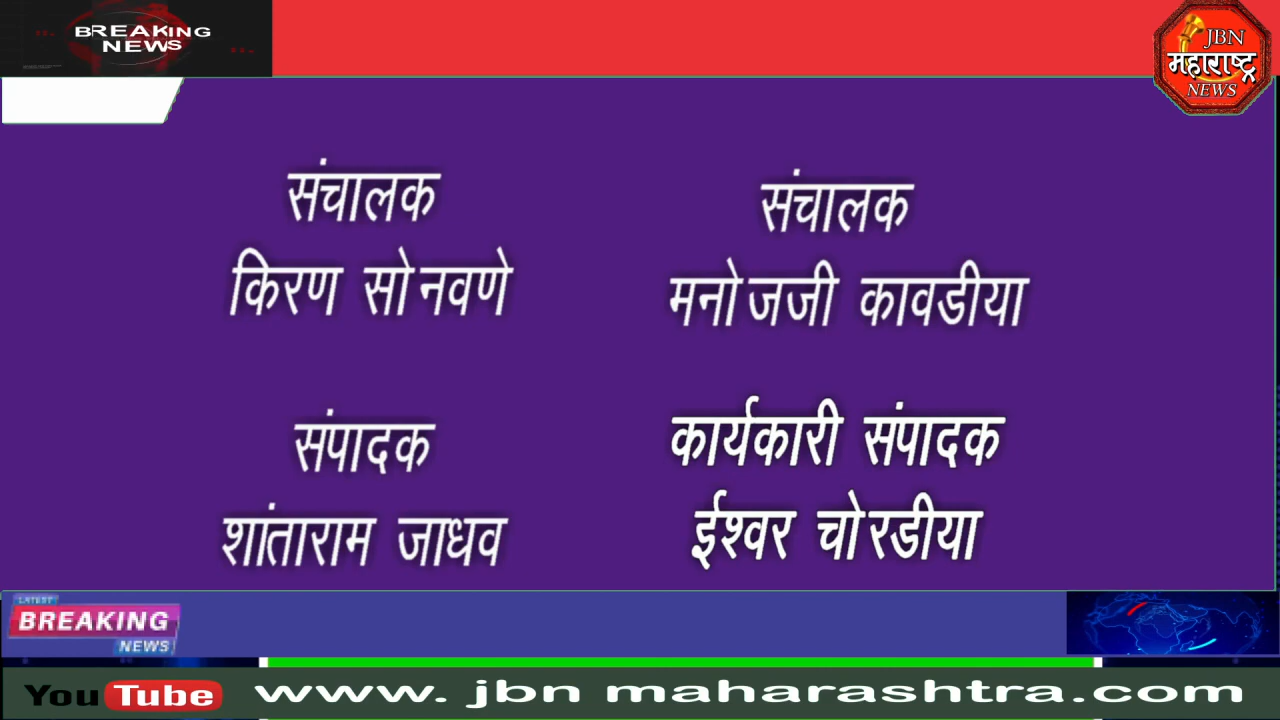 BREAKING
NEWS
JBN
महाराष्ट्र
NEWS
संचालक
किरण सोनवणे
संचालक
मनोजजी कावडीया
संपादक
शांताराम जाधव
कार्यकारी संपादक
ईश्वर चोरडीया
LATEST
BREAKING
NEWS
YouTube www. jbn maharashtra.com